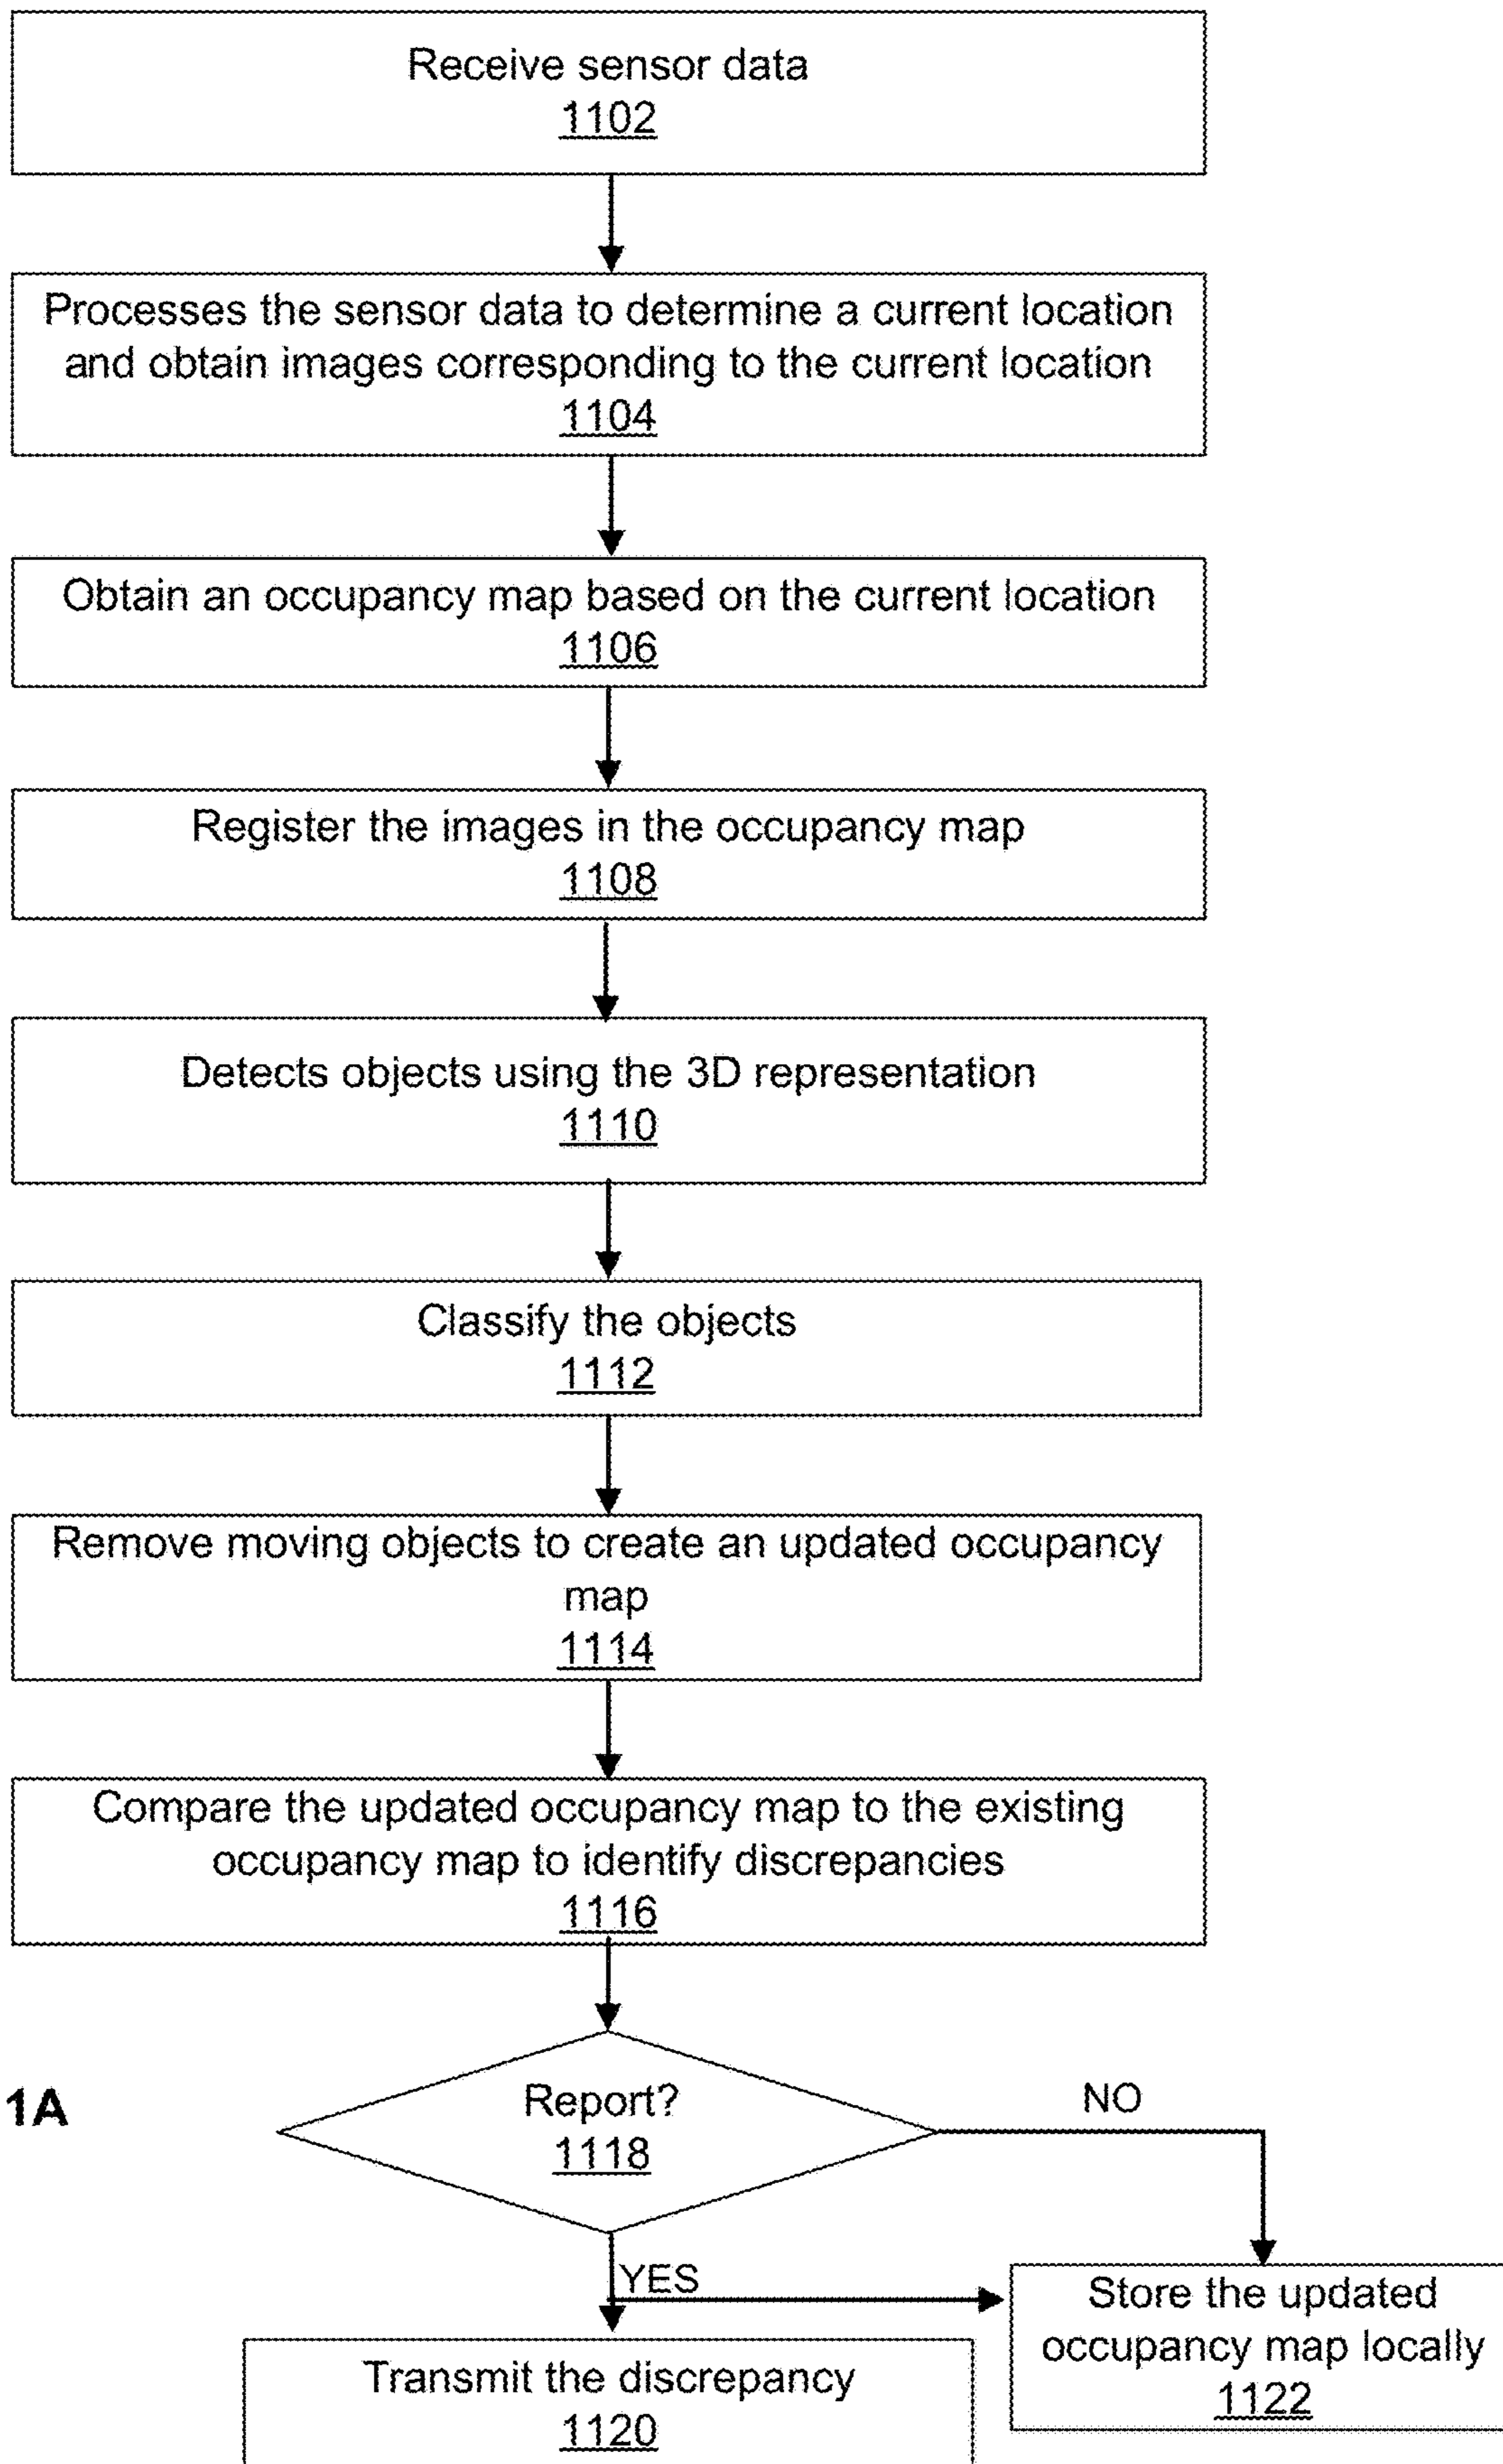 Receive sensor data
1102
Processes the sensor data to determine a current location
and obtain images corresponding to the current location
1104
Obtain an occupancy map based on the current location
1106
Register the images in the occupancy map
1108
Detects objects using the 3D representation
1110
Classify the objects
1112
Remove moving objects to create an updated occupancy
map
1114
Compare the updated occupancy map to the existing
occupancy map to identify discrepancies
1116
1A
Report?
1118
NO
YES
Store the updated
occupancy map locally
1122
Transmit the discrepancy
1120